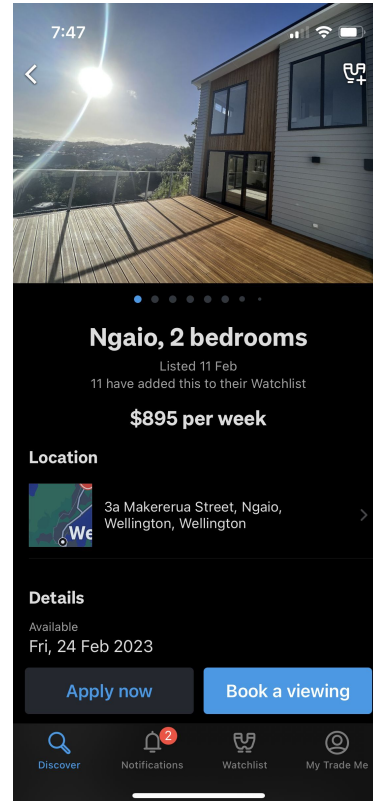 7:47
Ngaio, 2 bedrooms
Listed 11 Feb
11 have added this to their Watchlist
$895 per week
Location
We
3a Makererua Street, Ngaio,
Wellington, Wellington
Details
Available
Fri, 24 Feb 2023
Apply now
Book a viewing
2
Discover
Notifications
Watchlist
My Trade Me